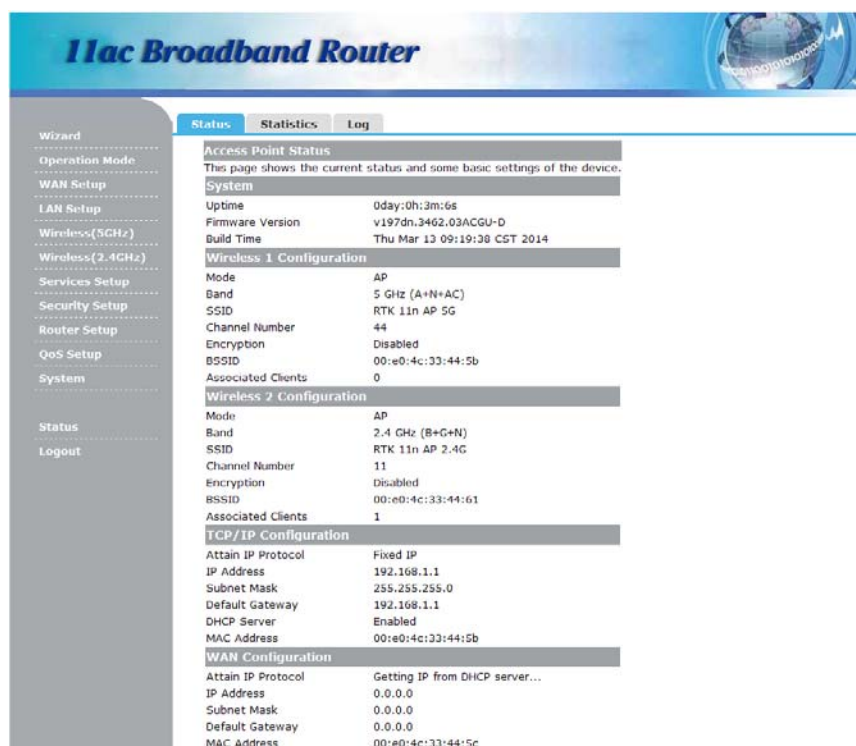 11ac Broadband Router
Wizard
Operation Mode
WAN Setup
LAN Setup
Wireless(5GHz)
Wireless(2.4GHz)
Services Setup
Security Setup
Router Setup
QoS Setup
System
Status
Logout
Status Statistics Log
Access Point Status
This page shows the current status and some basic settings of the device.
System
Uptime 0day:0h:3m:6s
Firmware Version v197dn.3462.03ACGU-D
Build Time Thu Mar 13 09:19:38 CST 2014
Wireless 1 Configuration
Mode AP
Band 5 GHz (A+N+AC)
SSID RTK 11n AP 5G
Channel Number 44
Encryption Disabled
BSSID 00:e0:4c:33:44:5b
Associated Clients 0
Wireless 2 Configuration
Mode AP
Band 2.4 GHz (B+G+N)
SSID RTK 11n AP 2.4G
Channel Number 11
Encryption Disabled
BSSID 00:e0:4c:33:44:61
Associated Clients 1
TCP/IP Configuration
Attain IP Protocol Fixed IP
IP Address 192.168.1.1
Subnet Mask 255.255.255.0
Default Gateway 192.168.1.1
DHCP Server Enabled
MAC Address 00:e0:4c:33:44:5b
WAN Configuration
Attain IP Protocol Getting IP from DHCP server...
IP Address 0.0.0.0
Subnet Mask 0.0.0.0
Default Gateway 0.0.0.0
MAC Address 00:e0:4c:33:44:5c